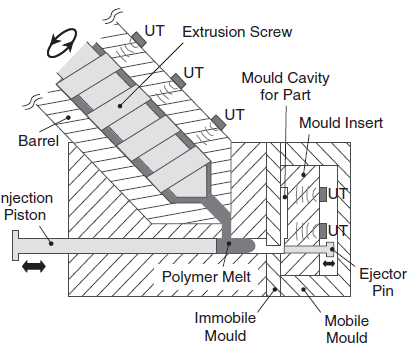 UT
Extrusion Screw
UT
Mould Cavity
for Part
UT
Mould Insert
Barrel
njection
Piston
UT
UT
Polymer Melt
Ejector
Pin
Immobile
Mould
Mobile
Mould